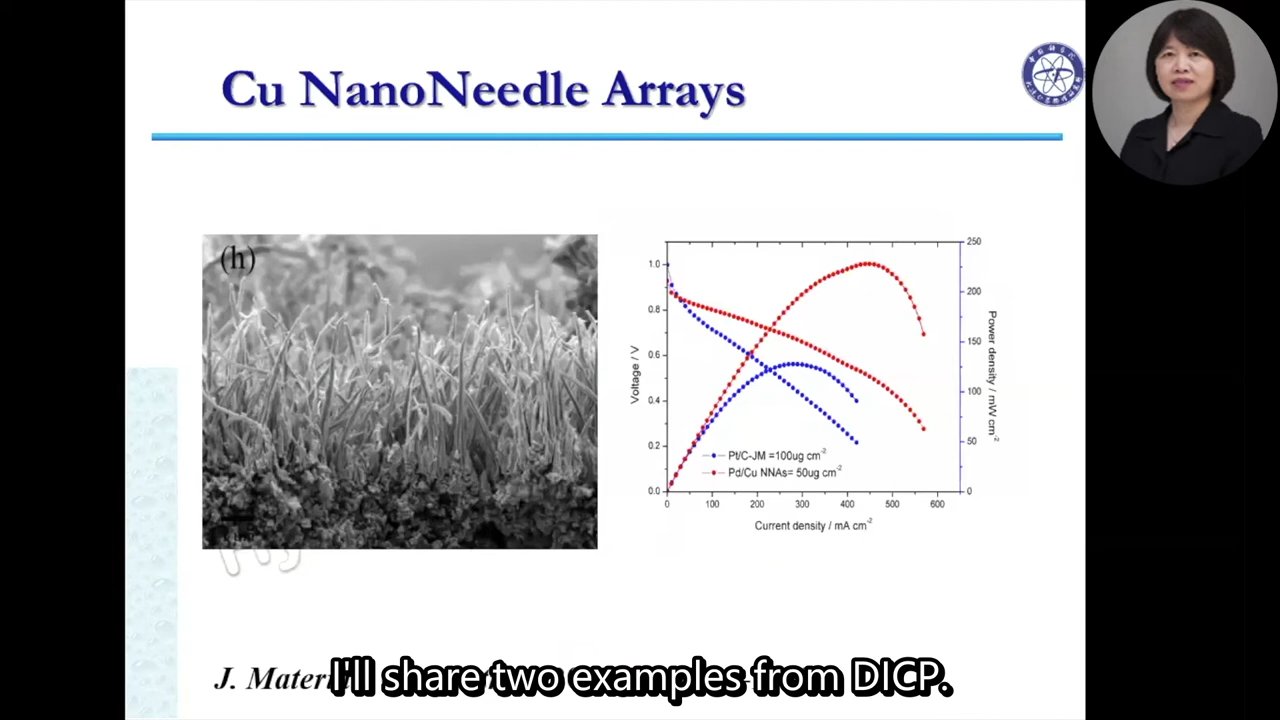 Cu NanoNeedle Arrays
(h)
1.0
0.8
0.6
0.4
0.2
0.0
Voltage / V
0
100
200
300
400
500
600
Current density / mA cm-2
250
200
150
100
50
0
Power density / mW cm-2
Pt/C-JM =100ug cm-2
Pd/Cu NNAs= 50ug cm-2
J. Materi
I'll share two examples from DICP.